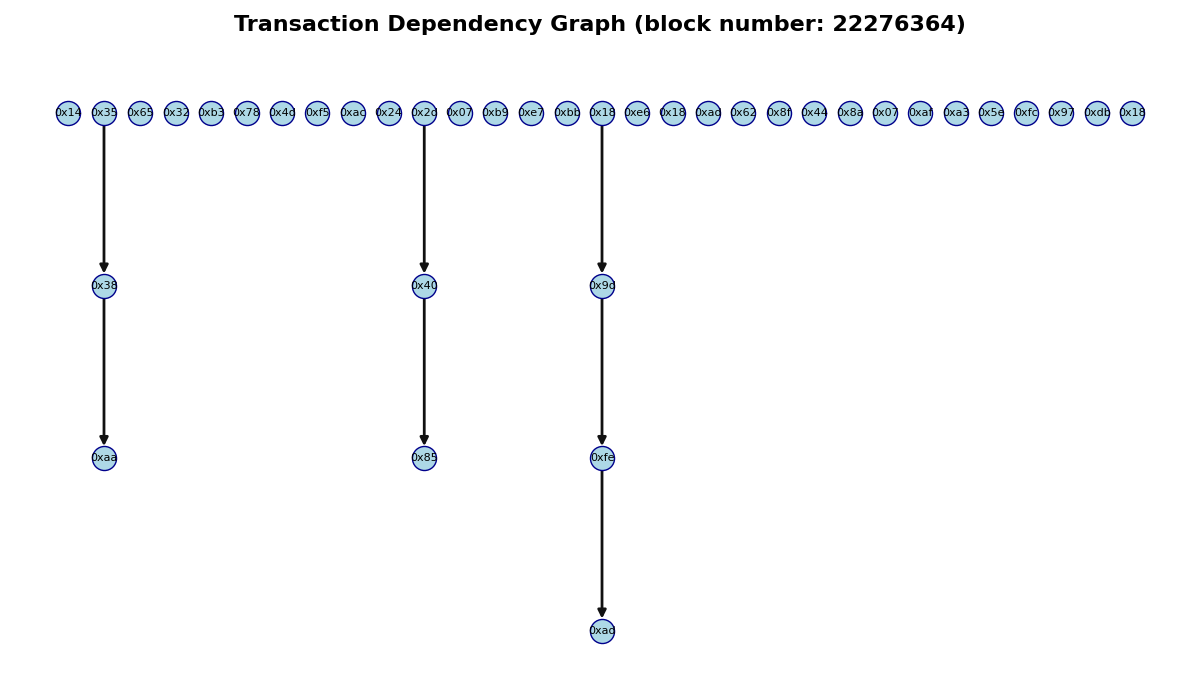 Transaction Dependency Graph (block number: 22276364)
0x14 0x35 0x65 0x32 0xb3 0x78 0x4d 0xf5 0xac 0x24 0x2d 0x07 0xb9 0xe7 0xbb 0x18 0xe6 0x18 0xad 0x62 0x8f 0x44 0x8a 0x07 0xaf 0xa3 0x5e 0xfc 0x97 0xdb 0x18
0x38 0x40 0x9d
0xaa 0x85 0xfe
0xad